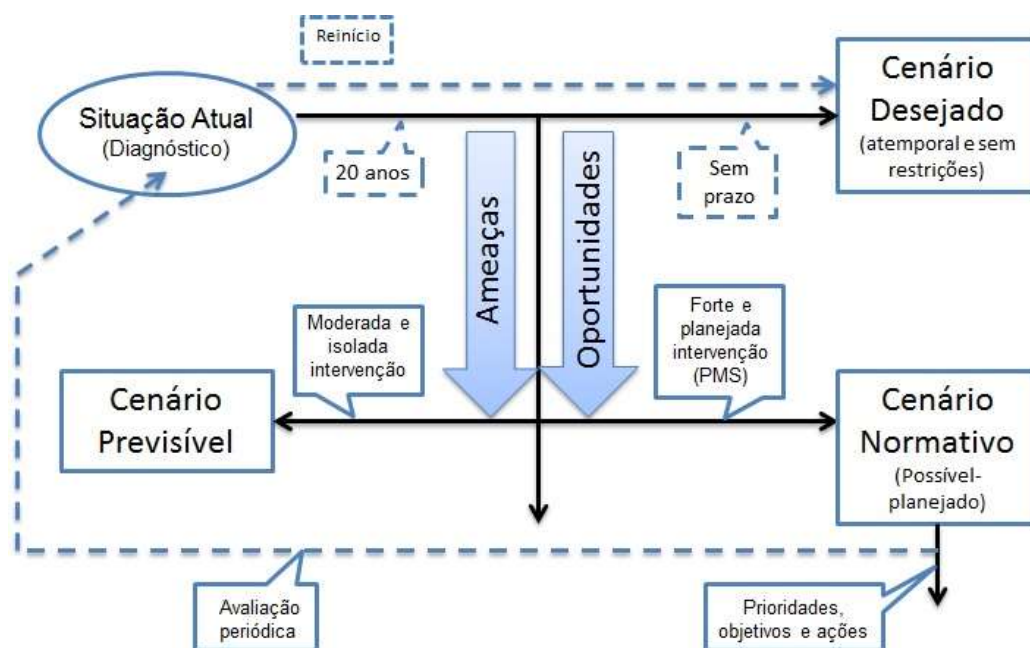 Reinício
Situação Atual
(Diagnóstico)
20 anos
Sem
prazo
Cenário
Desejado
(atemporal e sem
restrições)
Ameaças
Oportunidades
Moderada e
isolada
intervenção
Forte e
planejada
intervenção
(PMS)
Cenário
Previsível
Cenário
Normativo
(Possível-
planejado)
Avaliação
periódica
Prioridades,
objetivos e ações